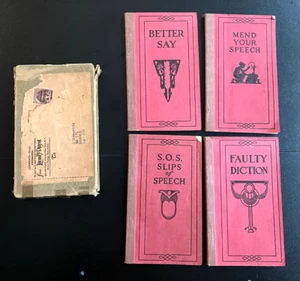 BETTER
SAY
MEND
YOUR
SPEECH
S.O.S.
SLIPS
of
SPEECH
FAULTY
DICTION